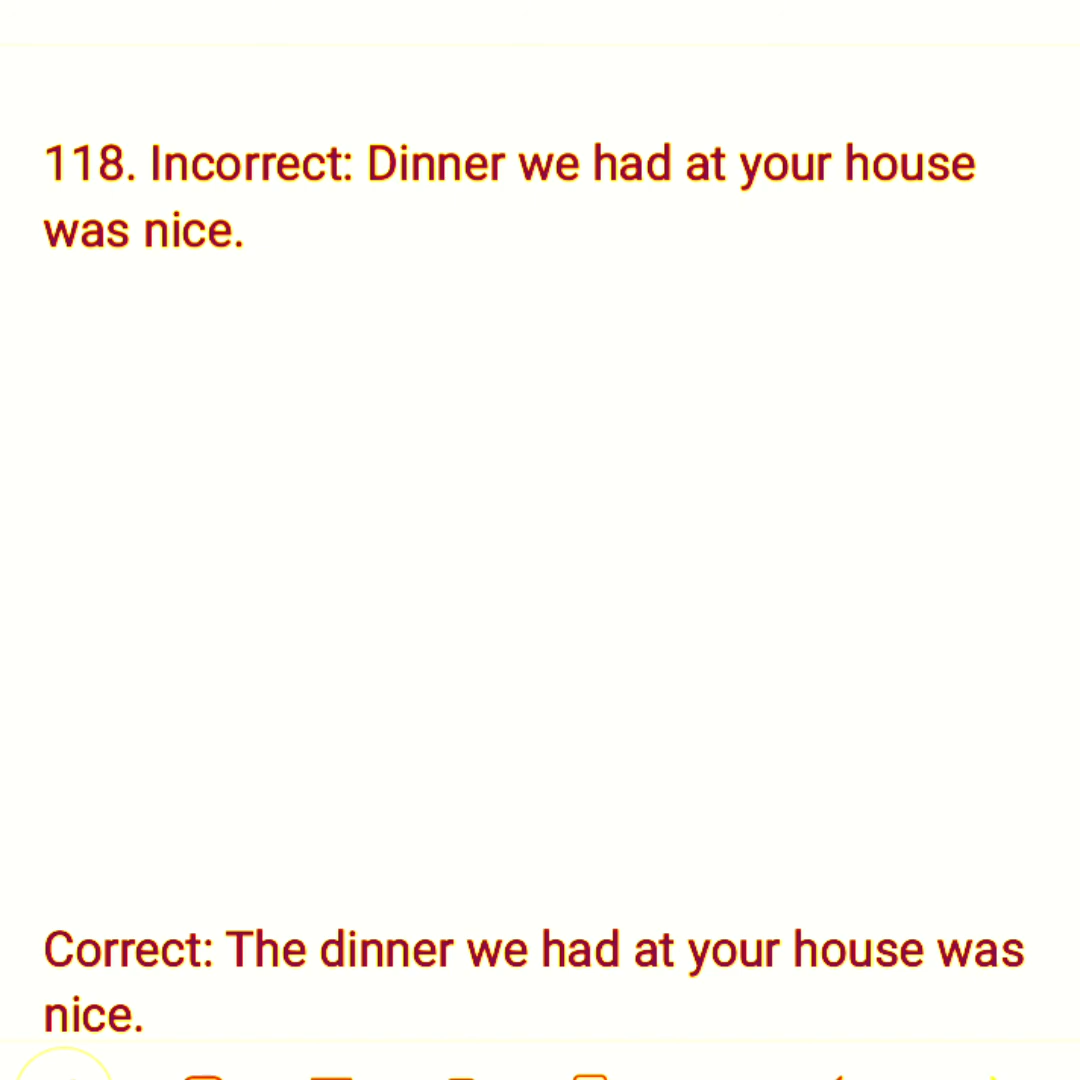 118. Incorrect: Dinner we had at your house
was nice.
Correct: The dinner we had at your house was
nice.